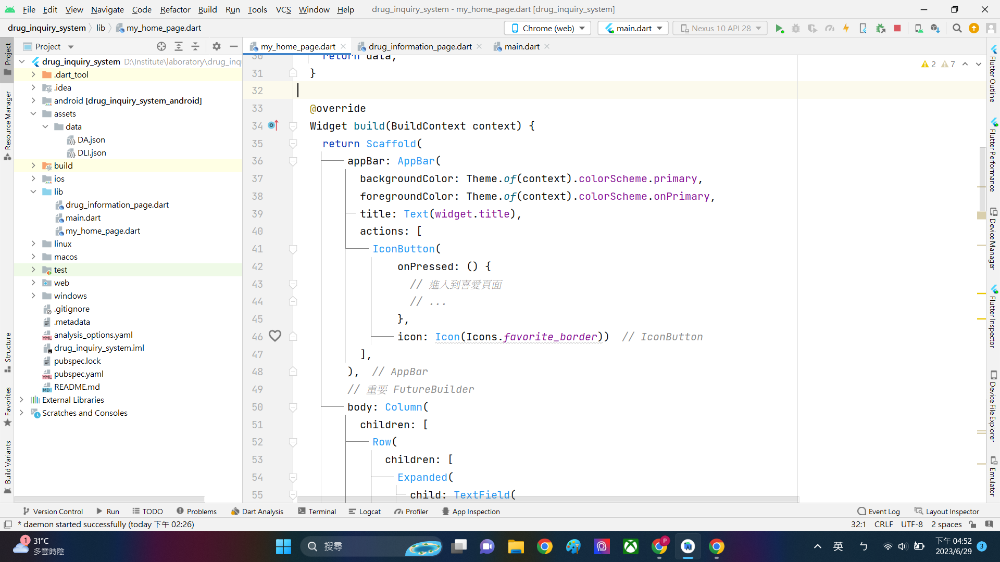 File Edit View Navigate Code Refactor Build Run Tools VCS Window Help drug_inquiry_system - my_home_page.dart [drug_inquiry_system]
drug_inquiry_system lib my_home_page.dart Chrome (web) main.dart Nexus 10 API 28
Project my_home_page.dart drug_information_page.dart main.dart
drug_inquiry_system D:\Institute\laboratory\drug_inqu
.dart_tool
.idea
android [drug_inquiry_system_android]
assets
data
DA.json
DLI.json
build
ios
lib
drug_information_page.dart
main.dart
my_home_page.dart
linux
macos
test
web
windows
.gitignore
.metadata
analysis_options.yaml
drug_inquiry_system.iml
pubspec.lock
pubspec.yaml
README.md
External Libraries
Scratches and Consoles
Project
Resource Manager
Structure
Favorites
Build Variants
30 return data;
31 }
32
33 @override
34 Widget build(BuildContext context) {
35 return Scaffold(
36 appBar: AppBar(
37 backgroundColor: Theme.of(context).colorScheme.primary,
38 foregroundColor: Theme.of(context).colorScheme.onPrimary,
39 title: Text(widget.title),
40 actions: [
41 IconButton(
42 onPressed: () {
43 // 進入到喜愛頁面
44 // ...
45 },
46 icon: Icon(Icons.favorite_border)) // IconButton
47 ],
48 ), // AppBar
49 // 重要 FutureBuilder
50 body: Column(
51 children: [
52 Row(
53 children: [
54 Expanded(
55 child: TextField(
2 7
Flutter Outline
Flutter Performance
Device Manager
Flutter Inspector
Device File Explorer
Emulator
Version Control Run TODO Problems Dart Analysis Terminal Logcat Profiler App Inspection Event Log Layout Inspector
* daemon started successfully (today 下午 02:26) 32:1 CRLF UTF-8 2 spaces
1 31°C
多雲時陰
搜尋
P
英 ㄅ
下午 04:52
2023/6/29 3